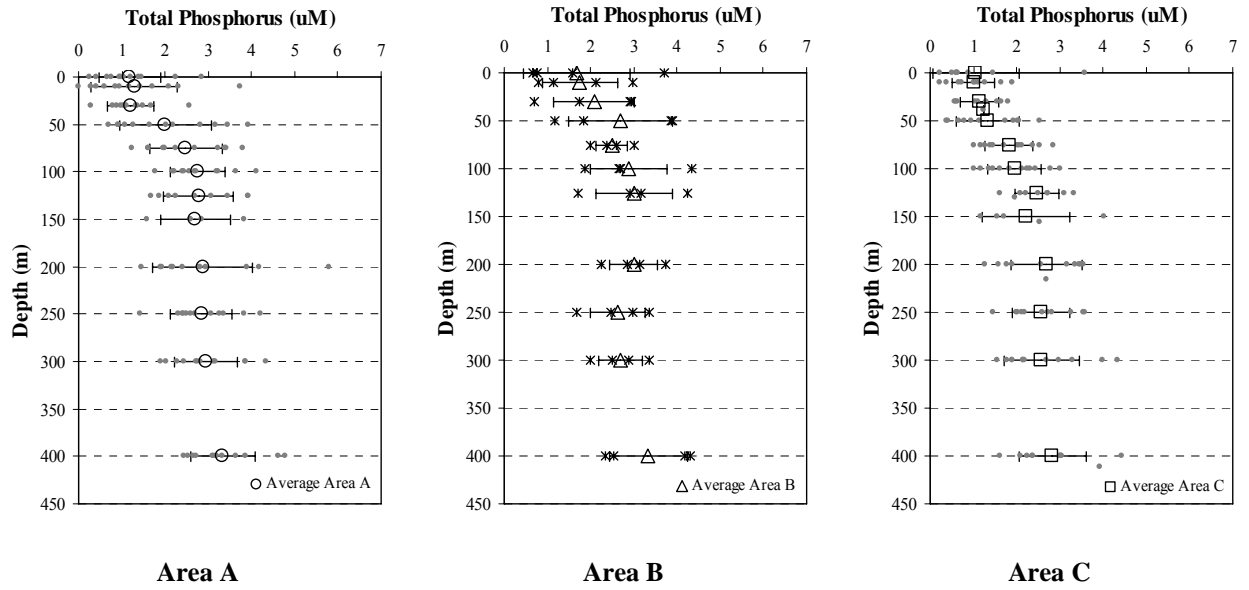 Total Phosphorus (uM)
0 1 2 3 4 5 6 7
0
50
100
150
200
250
300
350
400
450
Depth (m)
Average Area A
Area A
Total Phosphorus (uM)
0 1 2 3 4 5 6 7
0
50
100
150
200
250
300
350
400
450
Depth (m)
Average Area B
Area B
Total Phosphorus (uM)
0 1 2 3 4 5 6 7
0
50
100
150
200
250
300
350
400
450
Depth (m)
Average Area C
Area C